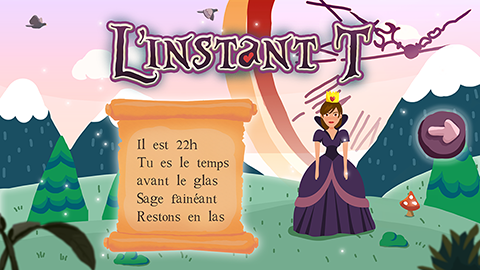 L'INSTANT T
Il est 22h
Tu es le temps
avant le glas
Sage fainéant
Restons en las